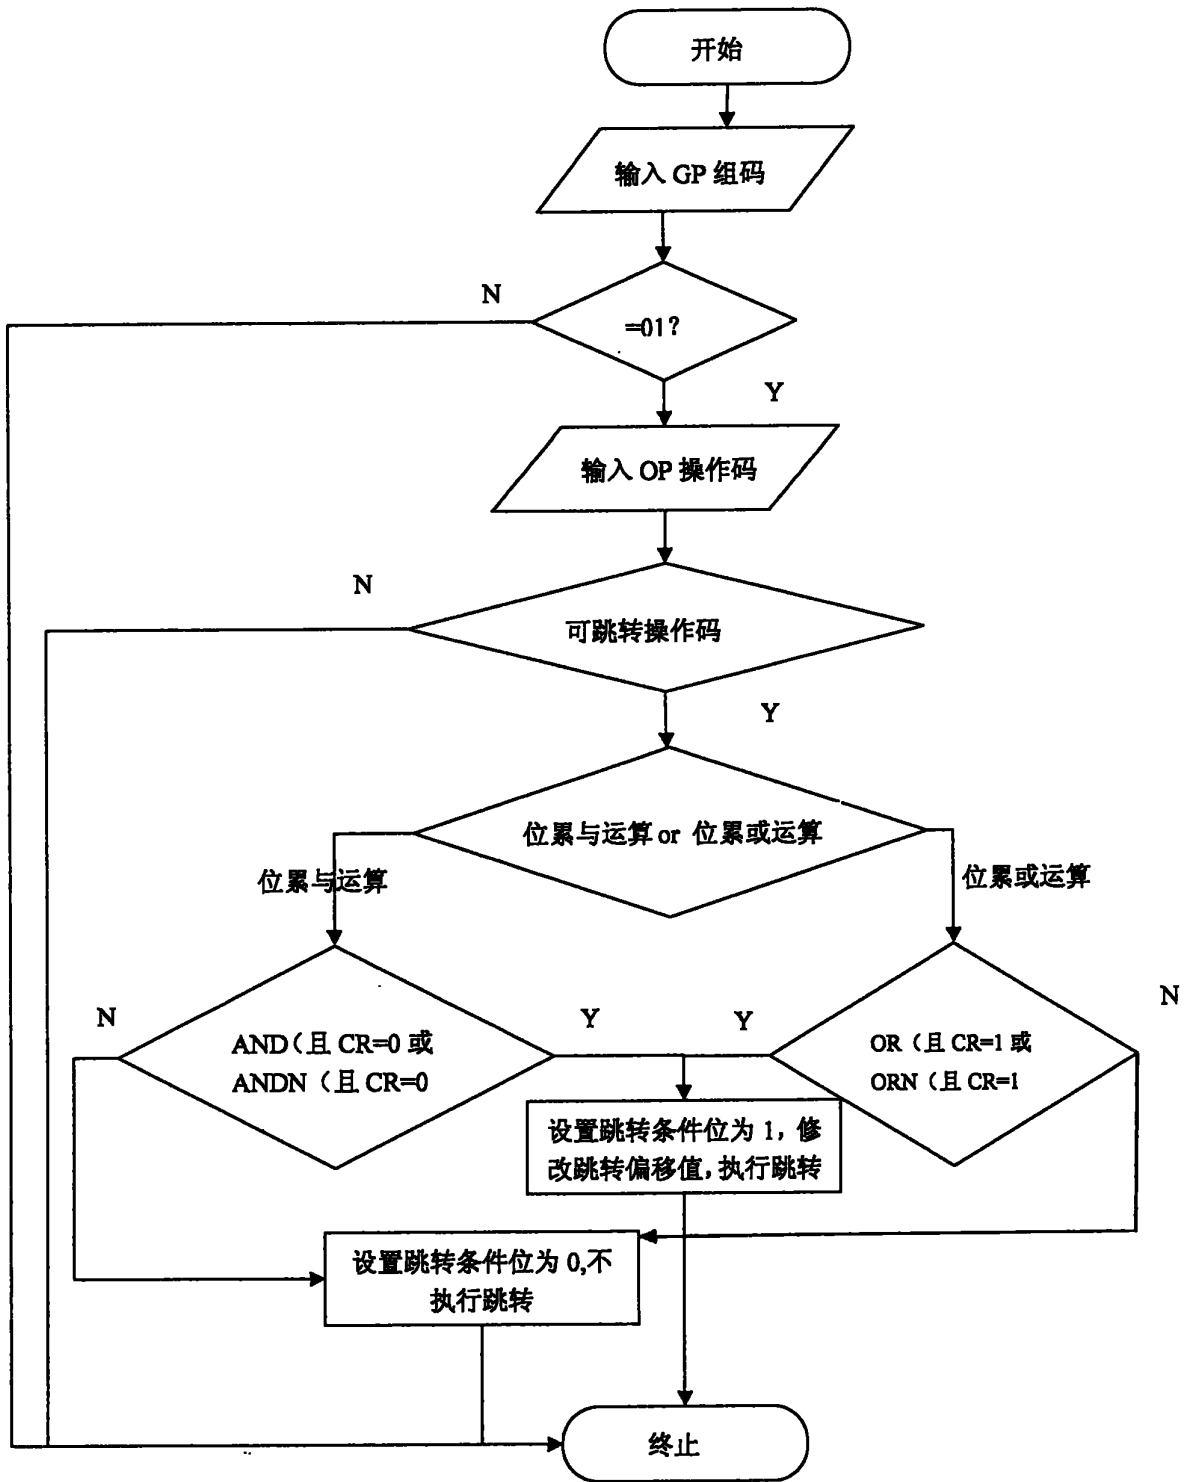 开始
输入 GP 组码
N
=01?
Y
输入 OP 操作码
N
可跳转操作码
Y
位累与运算 or 位累或运算
位累与运算
位累或运算
N
AND(且 CR=0 或
ANDN(且 CR=0
Y
Y
OR(且 CR=1 或
ORN(且 CR=1
N
设置跳转条件位为 1, 修
改跳转偏移值, 执行跳转
设置跳转条件位为 0,不
执行跳转
终止